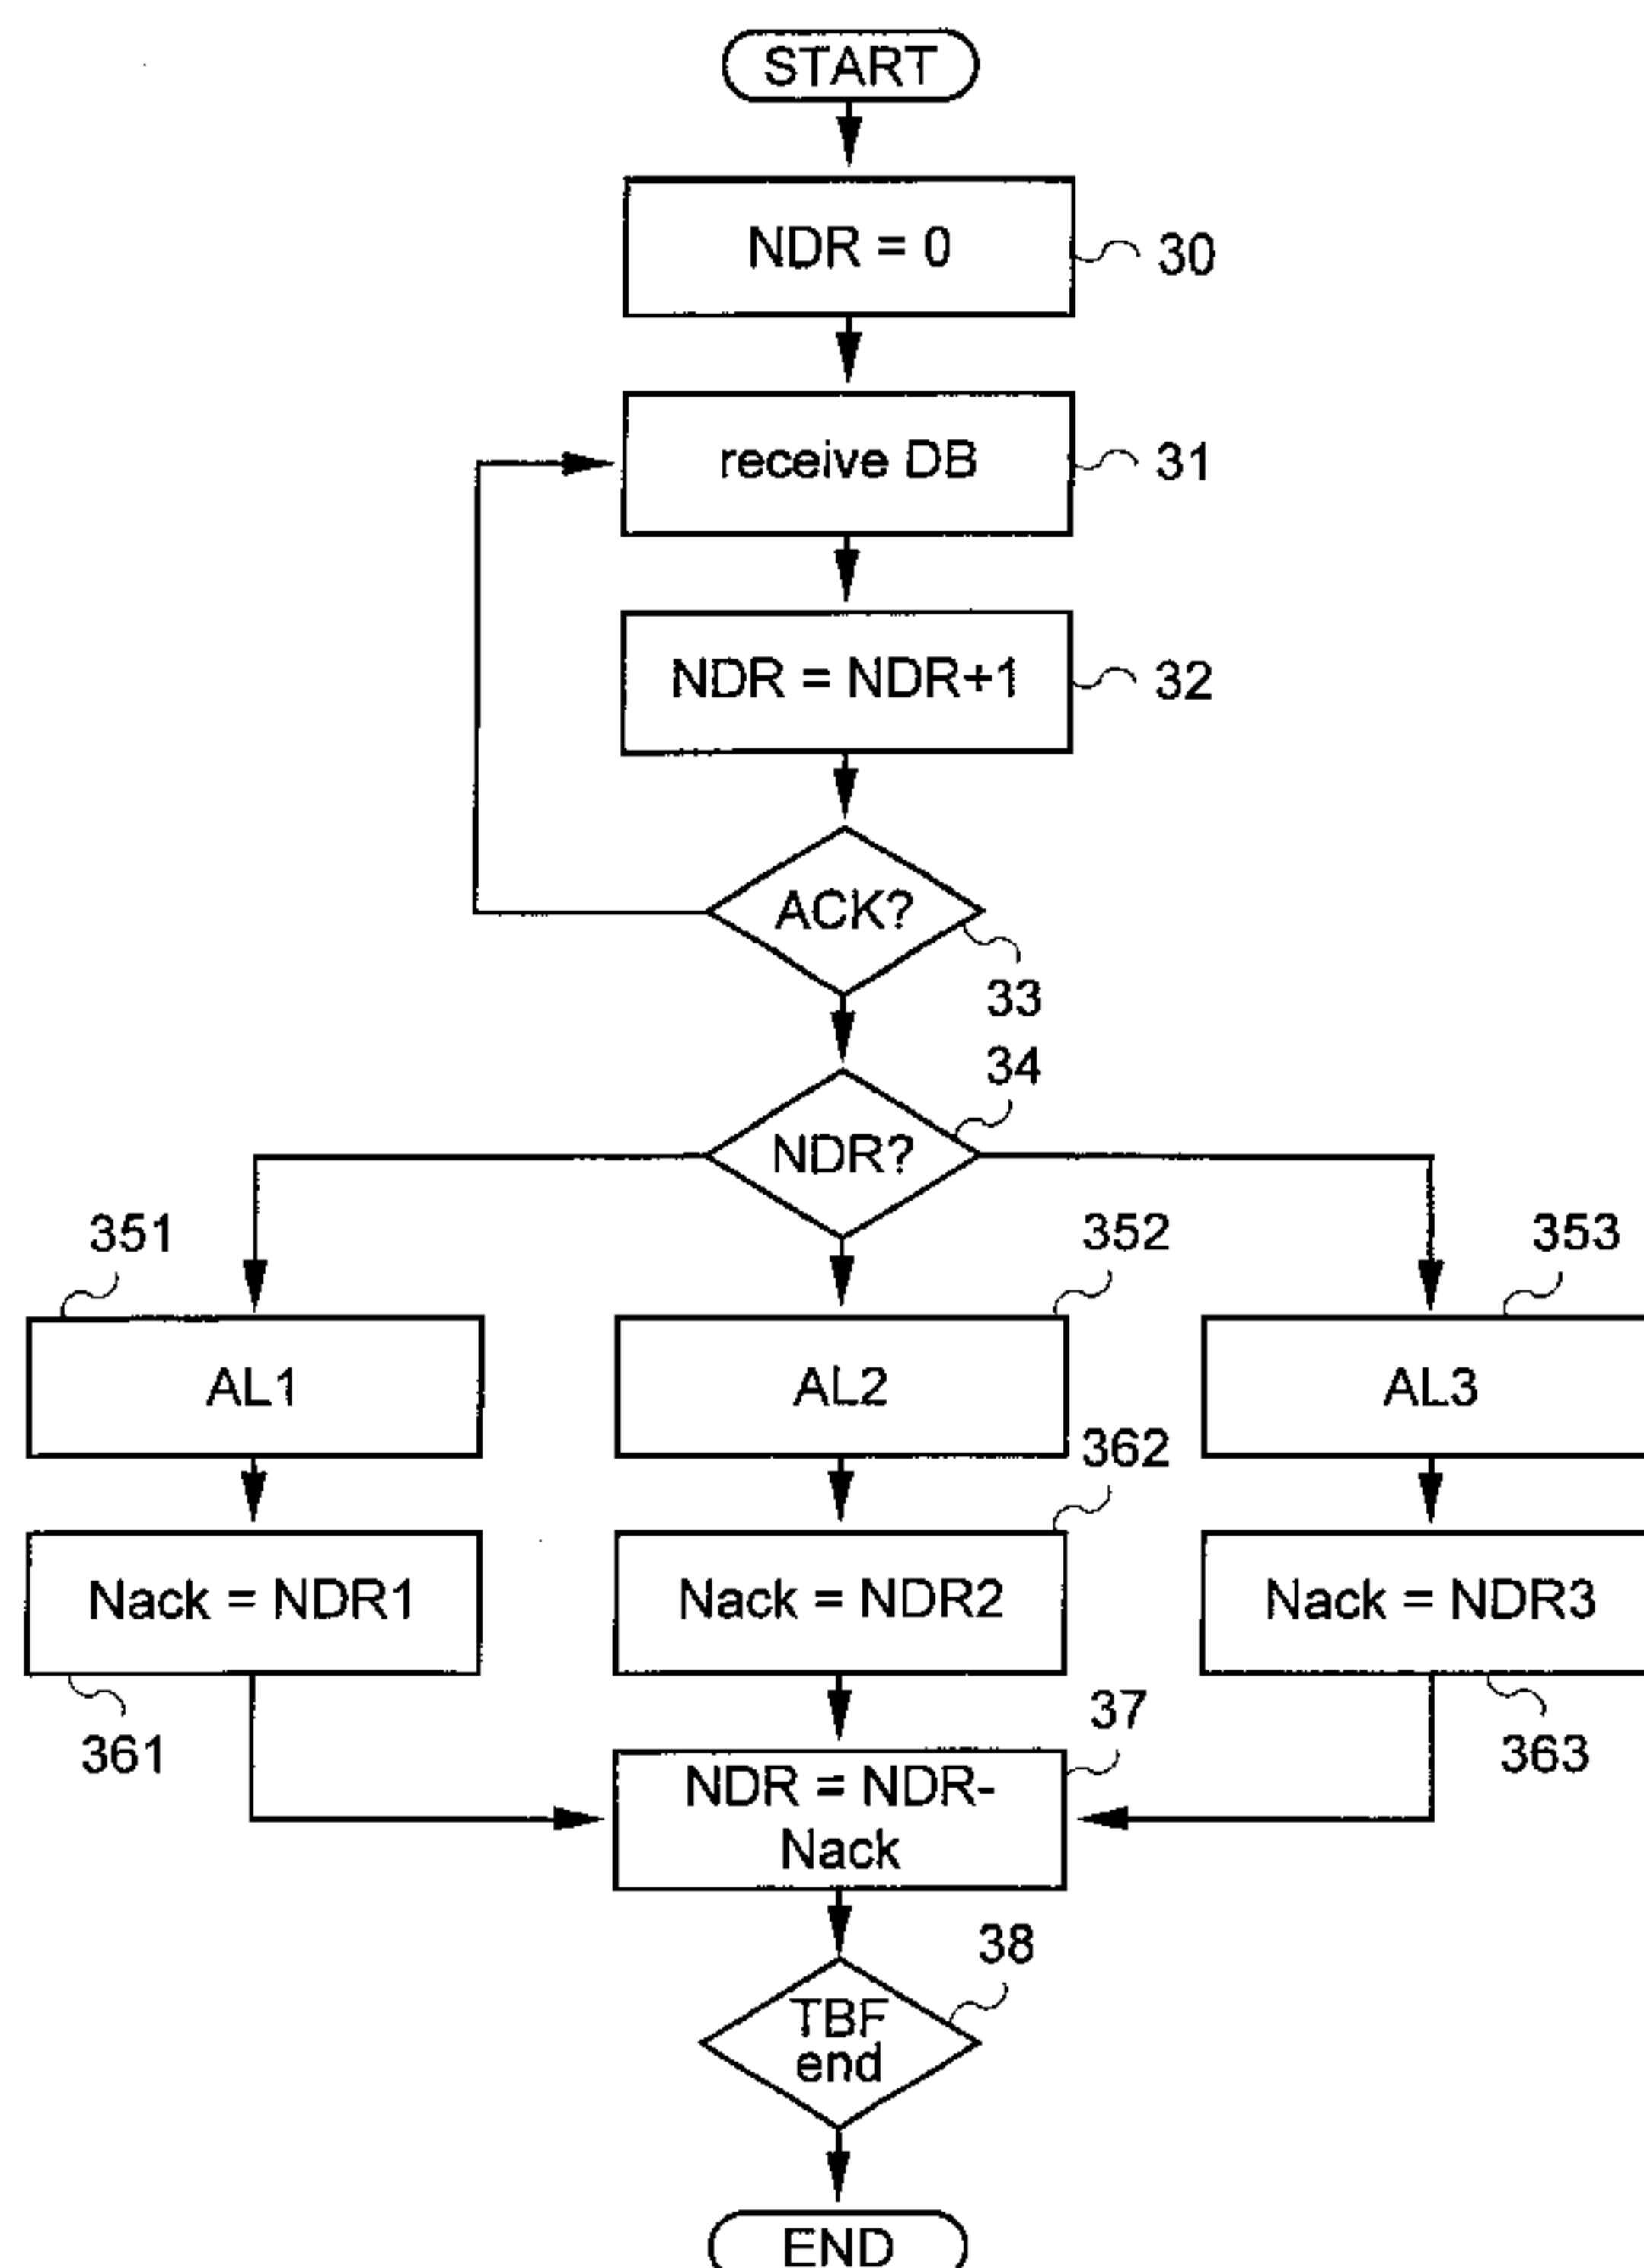 START
NDR = 0
30
receive DB
31
NDR = NDR+1
32
ACK?
33
34
NDR?
351
352
353
AL1
AL2
AL3
362
Nack = NDR1
Nack = NDR2
Nack = NDR3
361
37
363
NDR = NDR-
Nack
38
TBF
end
END